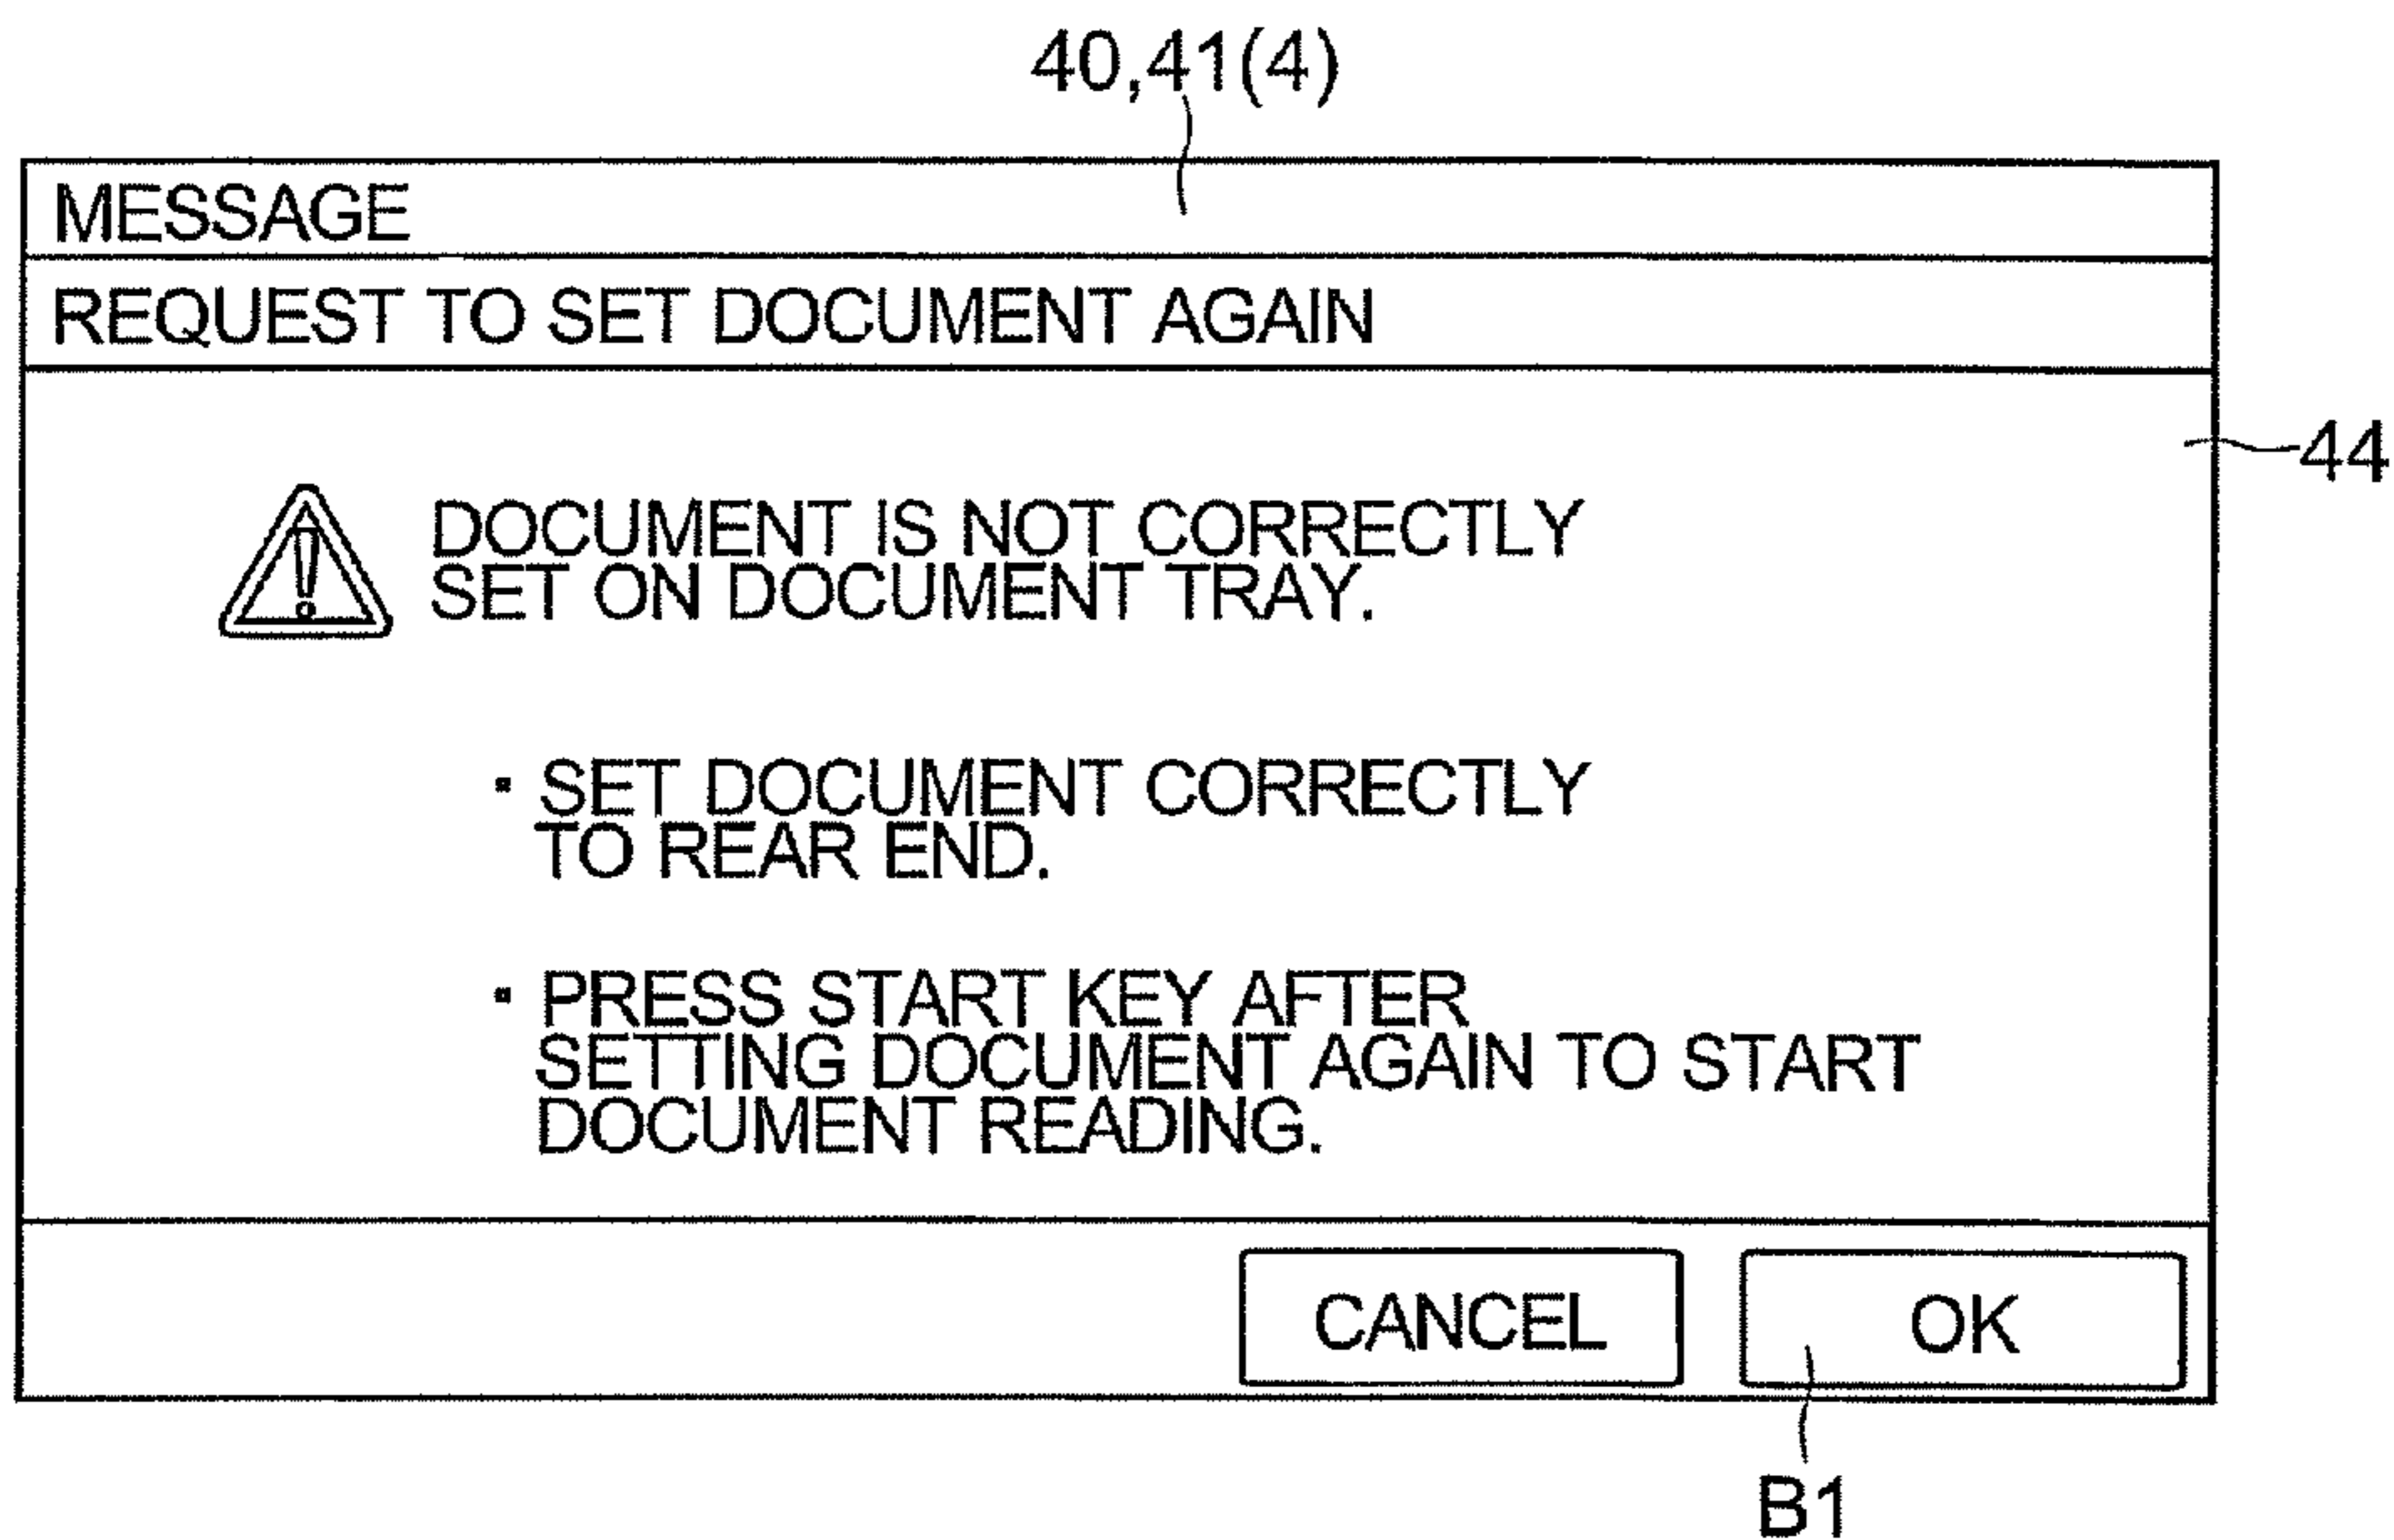 40,41(4)
MESSAGE
REQUEST TO SET DOCUMENT AGAIN
44
DOCUMENT IS NOT CORRECTLY
SET ON DOCUMENT TRAY.
· SET DOCUMENT CORRECTLY
TO REAR END.
· PRESS START KEY AFTER
SETTING DOCUMENT AGAIN TO START
DOCUMENT READING.
CANCEL OK
B1